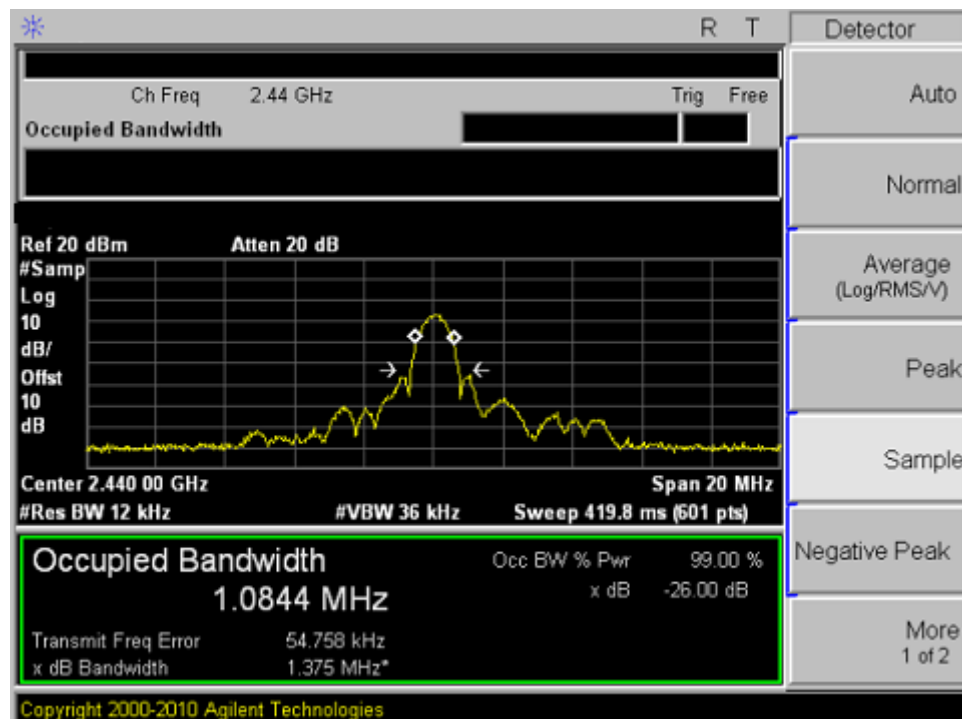 R T
Detector
Ch Freq 2.44 GHz Trig Free
Occupied Bandwidth
Ref 20 dBm Atten 20 dB
#Samp
Log
10
dB/
Offst
10
dB
Center 2.440 00 GHz Span 20 MHz
#Res BW 12 kHz #VBW 36 kHz Sweep 419.8 ms (601 pts)
Occupied Bandwidth
1.0844 MHz
Occ BW % Pwr 99.00 %
x dB -26.00 dB
Transmit Freq Error 54.758 kHz
x dB Bandwidth 1.375 MHz*
Copyright 2000-2010 Agilent Technologies
Auto
Normal
Average
(Log/RMS/V)
Peak
Sample
Negative Peak
More
1 of 2